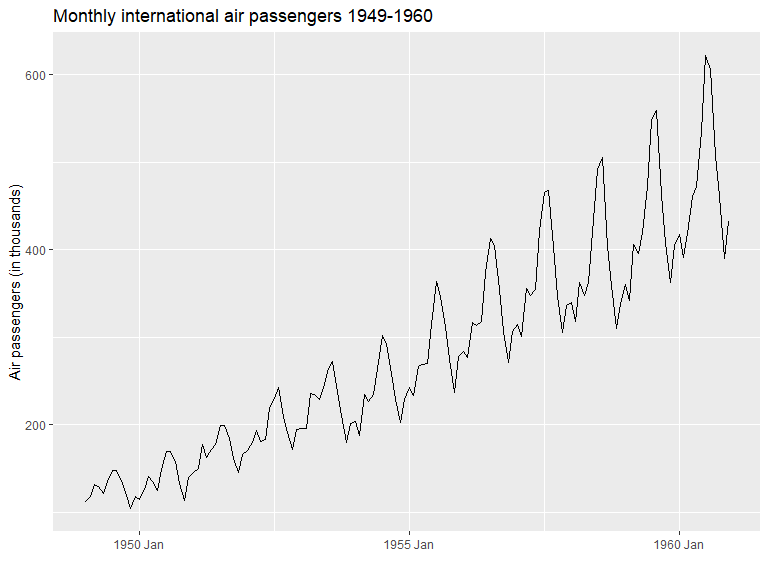 Monthly international air passengers 1949-1960
Air passengers (in thousands)
600
400
200
1950 Jan
1955 Jan
1960 Jan